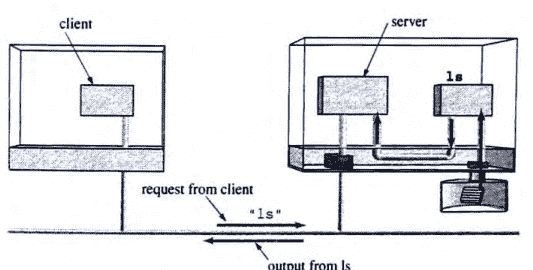 client
server
ls
request from client
"ls"
output from ls